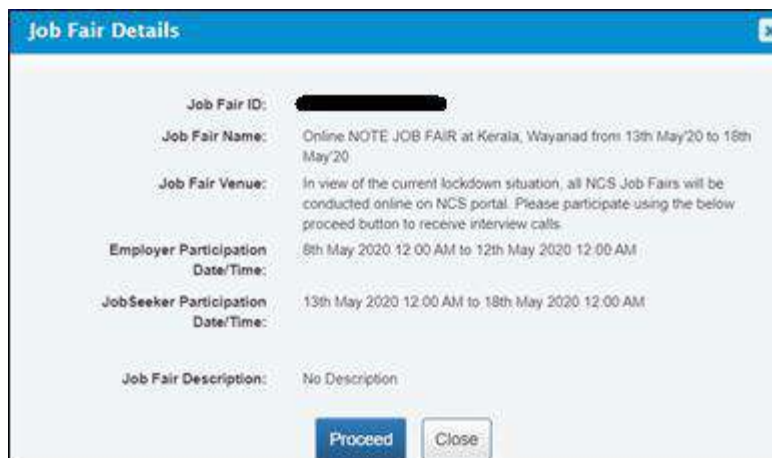 Job Fair Details
Job Fair ID:
Job Fair Name: Online NOTE JOB FAIR at Kerala, Wayanad from 13th May'20 to 18th
May'20
Job Fair Venue: In view of the current lockdown situation, all NCS Job Fairs will be
conducted online on NCS portal. Please participate using the below
proceed button to receive interview calls.
Employer Participation 8th May 2020 12:00 AM to 12th May 2020 12:00 AM
Date/Time:
JobSeeker Participation 13th May 2020 12:00 AM to 18th May 2020 12:00 AM
Date/Time:
Job Fair Description: No Description
Proceed Close